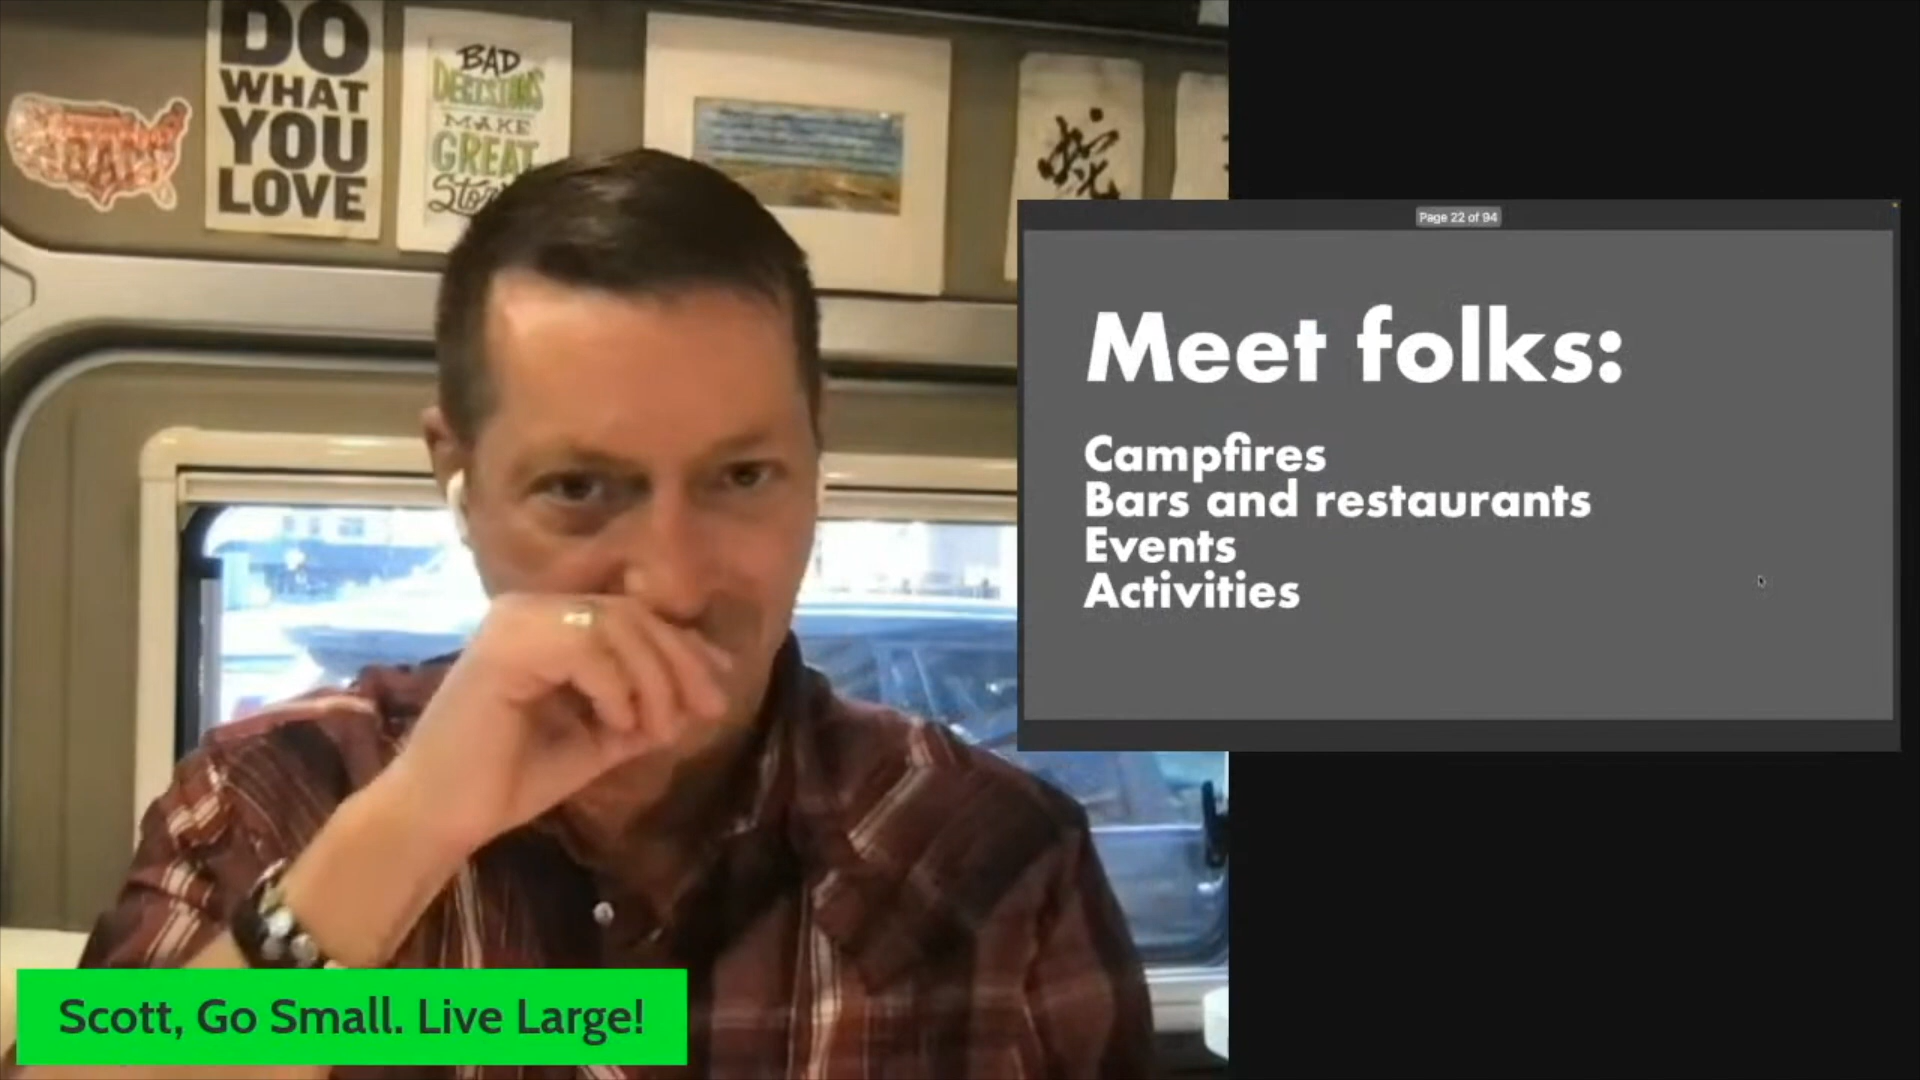 DO
WHAT
YOU
LOVE
BAD
DECISIONS
MAKE
GREAT
蛇
Page 22 of 94
Meet folks:
Campfires
Bars and restaurants
Events
Activities
Scott, Go Small. Live Large!